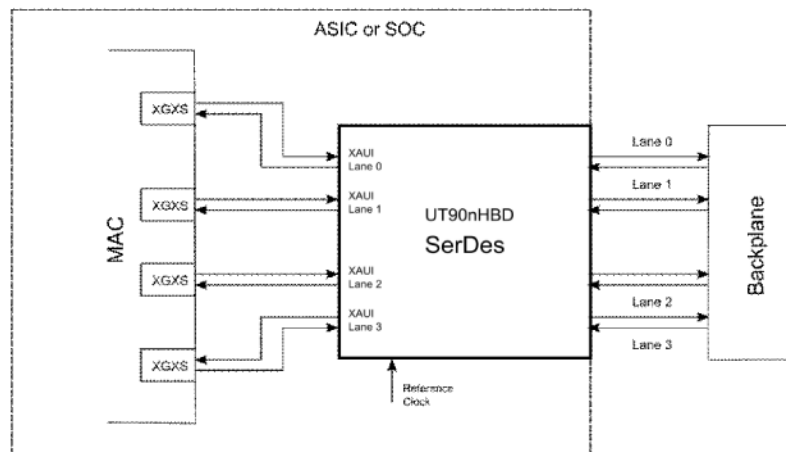 ASIC or SOC
MAC
XGXS
XGXS
XGXS
XGXS
XAUI
Lane 0
XAUI
Lane 1
XAUI
Lane 2
XAUI
Lane 3
UT90nHBD
SerDes
Reference
Clock
Lane 0
Lane 1
Lane 2
Lane 3
Backplane